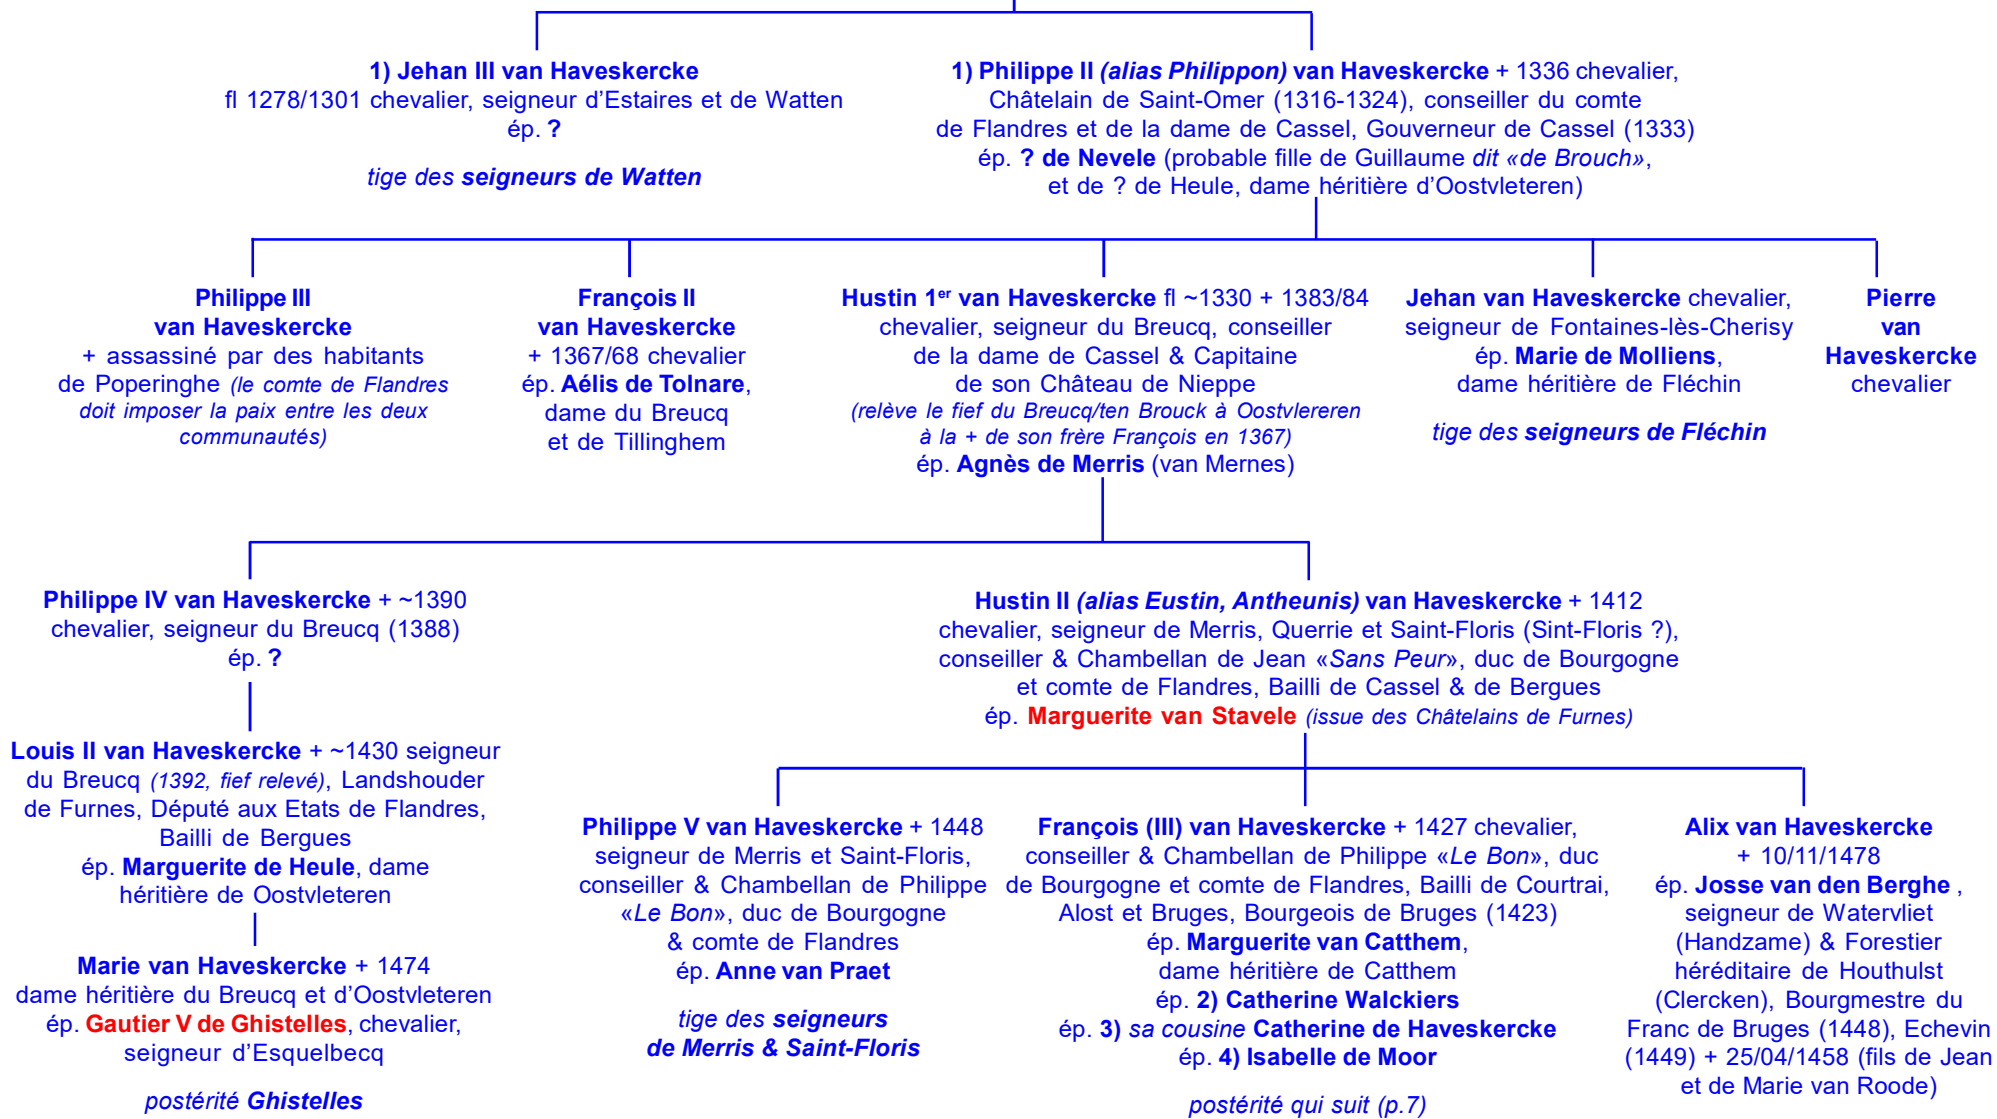 1) Jehan III van Haveskercke
fl 1278/1301 chevalier, seigneur d'Estaires et de Watten
ép. ?
tige des seigneurs de Watten
1) Philippe II (alias Philippon) van Haveskercke + 1336 chevalier,
Châtelain de Saint-Omer (1316-1324), conseiller du comte
de Flandres et de la dame de Cassel, Gouverneur de Cassel (1333)
ép. ? de Nevele (probable fille de Guillaume dit «de Brouch»,
et de ? de Heule, dame héritière d'Oostvleteren)
Philippe III
van Haveskercke
+ assassiné par des habitants
de Poperinghe (le comte de Flandres
doit imposer la paix entre les deux
communautés)
François II
van Haveskercke
+ 1367/68 chevalier
ép. Aélis de Tolnare,
dame du Breucq
et de Tillinghem
Hustin 1er van Haveskercke fl ~1330 + 1383/84
chevalier, seigneur du Breucq, conseiller
de la dame de Cassel & Capitaine
de son Château de Nieppe
(relève le fief du Breucq/ten Brouck à Oostvlereren
à la + de son frère François en 1367)
ép. Agnès de Merris (van Mernes)
Jehan van Haveskercke chevalier,
seigneur de Fontaines-lès-Cherisy
ép. Marie de Molliens,
dame héritière de Fléchin
tige des seigneurs de Fléchin
Pierre
van
Haveskercke
chevalier
Philippe IV van Haveskercke + ~1390
chevalier, seigneur du Breucq (1388)
ép. ?
Hustin II (alias Eustin, Antheunis) van Haveskercke + 1412
chevalier, seigneur de Merris, Querrie et Saint-Floris (Sint-Floris ?),
conseiller & Chambellan de Jean «Sans Peur», duc de Bourgogne
et comte de Flandres, Bailli de Cassel & de Bergues
ép. Marguerite van Stavele (issue des Châtelains de Furnes)
Louis II van Haveskercke + ~1430 seigneur
du Breucq (1392, fief relevé), Landshouder
de Furnes, Député aux Etats de Flandres,
Bailli de Bergues
ép. Marguerite de Heule, dame
héritière de Oostvleteren
Marie van Haveskercke + 1474
dame héritière du Breucq et d'Oostvleteren
ép. Gautier V de Ghistelles, chevalier,
seigneur d'Esquelbecq
postérité Ghistelles
Philippe V van Haveskercke + 1448
seigneur de Merris et Saint-Floris,
conseiller & Chambellan de Philippe
«Le Bon», duc de Bourgogne
& comte de Flandres
ép. Anne van Praet
tige des seigneurs
de Merris & Saint-Floris
François (III) van Haveskercke + 1427 chevalier,
conseiller & Chambellan de Philippe «Le Bon», duc
de Bourgogne et comte de Flandres, Bailli de Courtrai,
Alost et Bruges, Bourgeois de Bruges (1423)
ép. Marguerite van Catthem,
dame héritière de Catthem
ép. 2) Catherine Walckiers
ép. 3) sa cousine Catherine de Haveskercke
ép. 4) Isabelle de Moor
postérité qui suit (p.7)
Alix van Haveskercke
+ 10/11/1478
ép. Josse van den Berghe ,
seigneur de Watervliet
(Handzame) & Forestier
héréditaire de Houthulst
(Clercken), Bourgmestre du
Franc de Bruges (1448), Echevin
(1449) + 25/04/1458 (fils de Jean
et de Marie van Roode)